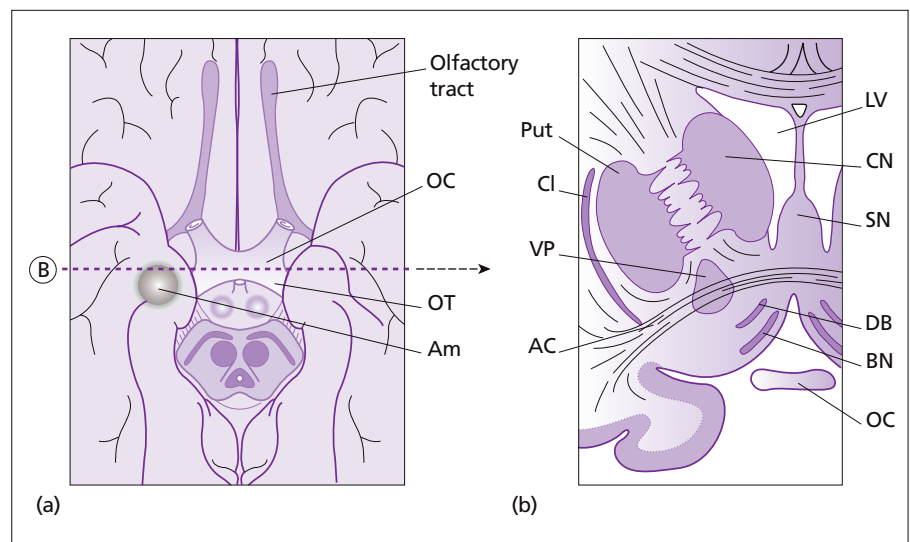 Olfactory
tract
OC
B
OT
Am
(a)
Put
Cl
VP
AC
LV
CN
SN
DB
BN
OC
(b)